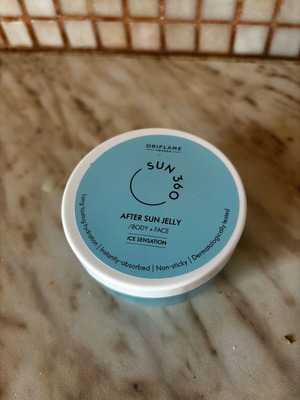 ORIFLAME
SWEDEN
SUN 360
AFTER SUN JELLY
/BODY + FACE
ICE SENSATION
Long-lasting hydration | Instantly-absorbed | Non-sticky | Dermatologically tested